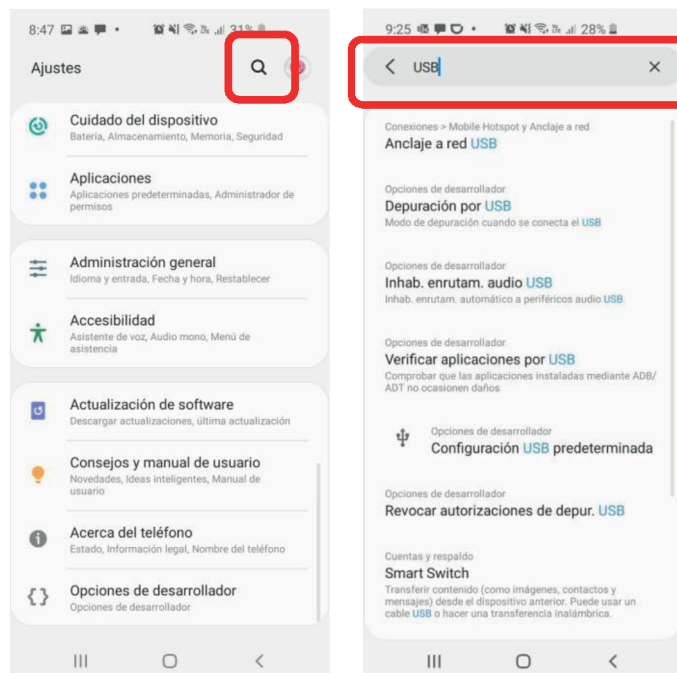 8:47
31%
Ajustes
Cuidado del dispositivo
Batería, Almacenamiento, Memoria, Seguridad
Aplicaciones
Aplicaciones predeterminadas, Administrador de
permisos
Administración general
Idioma y entrada, Fecha y hora, Restablecer
Accesibilidad
Asistente de voz, Audio mono, Menú de
asistencia
Actualización de software
Descargar actualizaciones, última actualización
Consejos y manual de usuario
Novedades, Ideas inteligentes, Manual de
usuario
Acerca del teléfono
Estado, Información legal, Nombre del teléfono
Opciones de desarrollador
Opciones de desarrollador
9:25
28%
USB
Conexiones > Mobile Hotspot y Anclaje a red
Anclaje a red USB
Opciones de desarrollador
Depuración por USB
Modo de depuración cuando se conecta el USB
Opciones de desarrollador
Inhab. enrutam. audio USB
Inhab. enrutam. automático a periféricos audio USB
Opciones de desarrollador
Verificar aplicaciones por USB
Comprobar que las aplicaciones instaladas mediante ADB/
ADT no ocasionen daños
Opciones de desarrollador
Configuración USB predeterminada
Opciones de desarrollador
Revocar autorizaciones de depur. USB
Cuentas y respaldo
Smart Switch
Transferir contenido (como imágenes, contactos y
mensajes) desde el dispositivo anterior. Puede usar un
cable USB o hacer una transferencia inalámbrica.